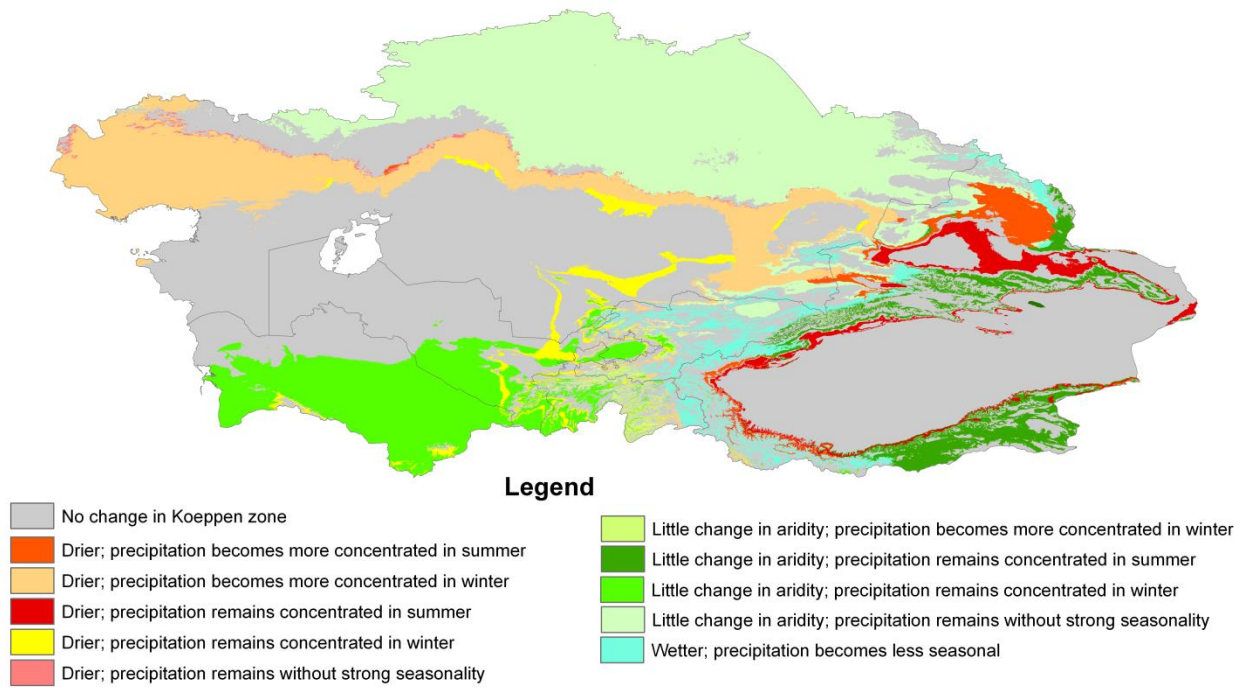 Legend
No change in Koeppen zone
Drier; precipitation becomes more concentrated in summer
Drier; precipitation becomes more concentrated in winter
Drier; precipitation remains concentrated in summer
Drier; precipitation remains concentrated in winter
Drier; precipitation remains without strong seasonality
Little change in aridity; precipitation becomes more concentrated in winter
Little change in aridity; precipitation remains concentrated in summer
Little change in aridity; precipitation remains concentrated in winter
Little change in aridity; precipitation remains without strong seasonality
Wetter; precipitation becomes less seasonal